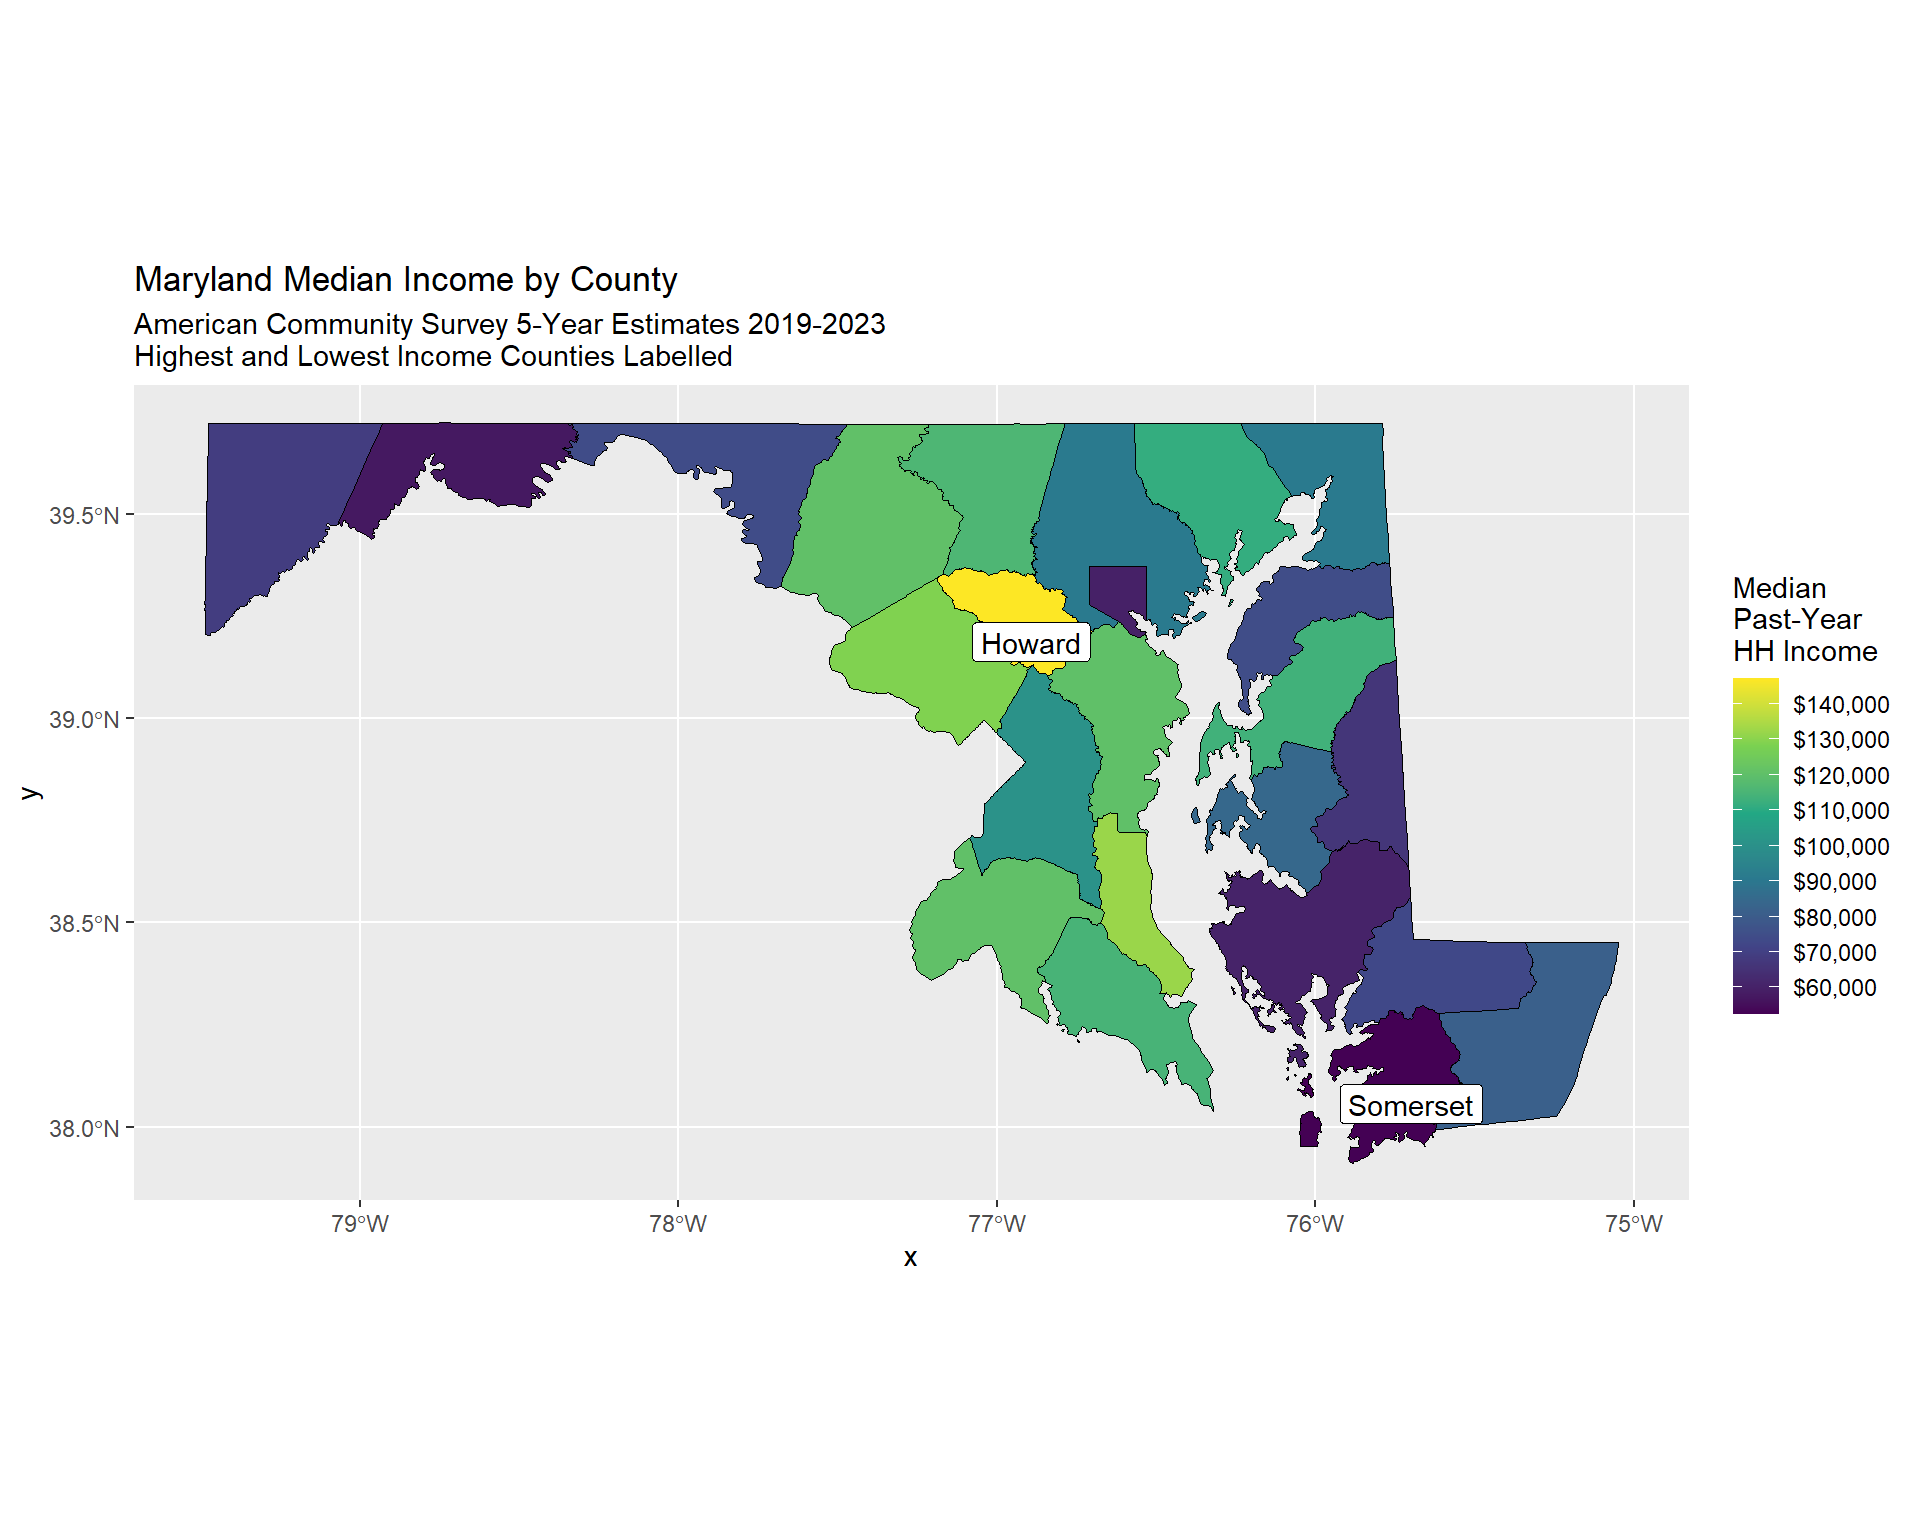 Maryland Median Income by County
American Community Survey 5-Year Estimates 2019-2023
Highest and Lowest Income Counties Labelled
39.5°N
39.0°N
38.5°N
38.0°N
y
Howard
Somerset
79°W
78°W
77°W
76°W
75°W
x
Median
Past-Year
HH Income
$140,000
$130,000
$120,000
$110,000
$100,000
$90,000
$80,000
$70,000
$60,000